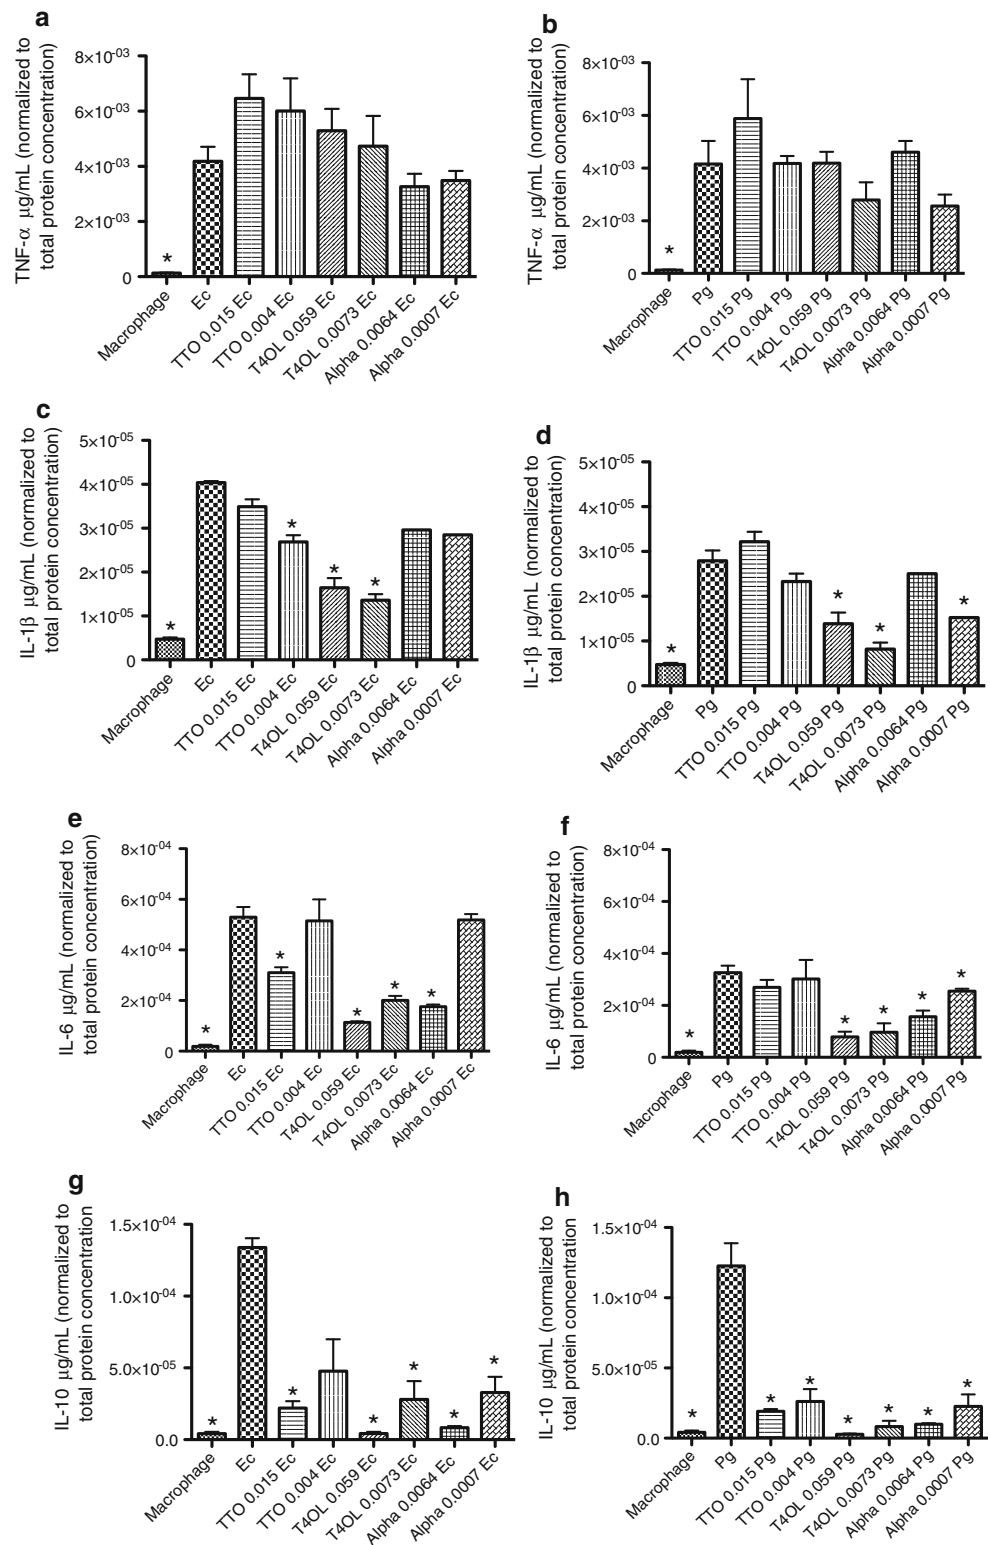 a
TNF-α µg/mL (normalized to
total protein concentration)
8×10-03
6×10-03
4×10-03
2×10-03
0
*
Macrophage
Ec
TTO 0.015 Ec
TTO 0.004 Ec
T4OL 0.059 Ec
T4OL 0.0073 Ec
Alpha 0.0064 Ec
Alpha 0.0007 Ec
b
TNF-α µg/mL (normalized to
total protein concentration)
8×10-03
6×10-03
4×10-03
2×10-03
0
*
Macrophage
Pg
TTO 0.015 Pg
TTO 0.004 Pg
T4OL 0.059 Pg
T4OL 0.0073 Pg
Alpha 0.0064 Pg
Alpha 0.0007 Pg
c
IL-1β µg/mL (normalized to
total protein concentration)
5×10-05
4×10-05
3×10-05
2×10-05
1×10-05
0
* * * *
Macrophage
Ec
TTO 0.015 Ec
TTO 0.004 Ec
T4OL 0.059 Ec
T4OL 0.0073 Ec
Alpha 0.0064 Ec
Alpha 0.0007 Ec
d
IL-1β µg/mL (normalized to
total protein concentration)
5×10-05
4×10-05
3×10-05
2×10-05
1×10-05
0
* * * *
Macrophage
Pg
TTO 0.015 Pg
TTO 0.004 Pg
T4OL 0.059 Pg
T4OL 0.0073 Pg
Alpha 0.0064 Pg
Alpha 0.0007 Pg
e
IL-6 µg/mL (normalized to
total protein concentration)
8×10-04
6×10-04
4×10-04
2×10-04
0
* * * * *
Macrophage
Ec
TTO 0.015 Ec
TTO 0.004 Ec
T4OL 0.059 Ec
T4OL 0.0073 Ec
Alpha 0.0064 Ec
Alpha 0.0007 Ec
f
IL-6 µg/mL (normalized to
total protein concentration)
8×10-04
6×10-04
4×10-04
2×10-04
0
* * * * *
Macrophage
Pg
TTO 0.015 Pg
TTO 0.004 Pg
T4OL 0.059 Pg
T4OL 0.0073 Pg
Alpha 0.0064 Pg
Alpha 0.0007 Pg
g
IL-10 µg/mL (normalized to
total protein concentration
1.5×10-04
1.0×10-04
5.0×10-05
0.0
* * * * * *
Macrophage
Ec
TTO 0.015 Ec
TTO 0.004 Ec
T4OL 0.059 Ec
T4OL 0.0073 Ec
Alpha 0.0064 Ec
Alpha 0.0007 Ec
h
IL-10 µg/mL (normalized to
total protein concentration
1.5×10-04
1.0×10-04
5.0×10-05
0.0
* * * * * * *
Macrophage
Pg
TTO 0.015 Pg
TTO 0.004 Pg
T4OL 0.059 Pg
T4OL 0.0073 Pg
Alpha 0.0064 Pg
Alpha 0.0007 Pg